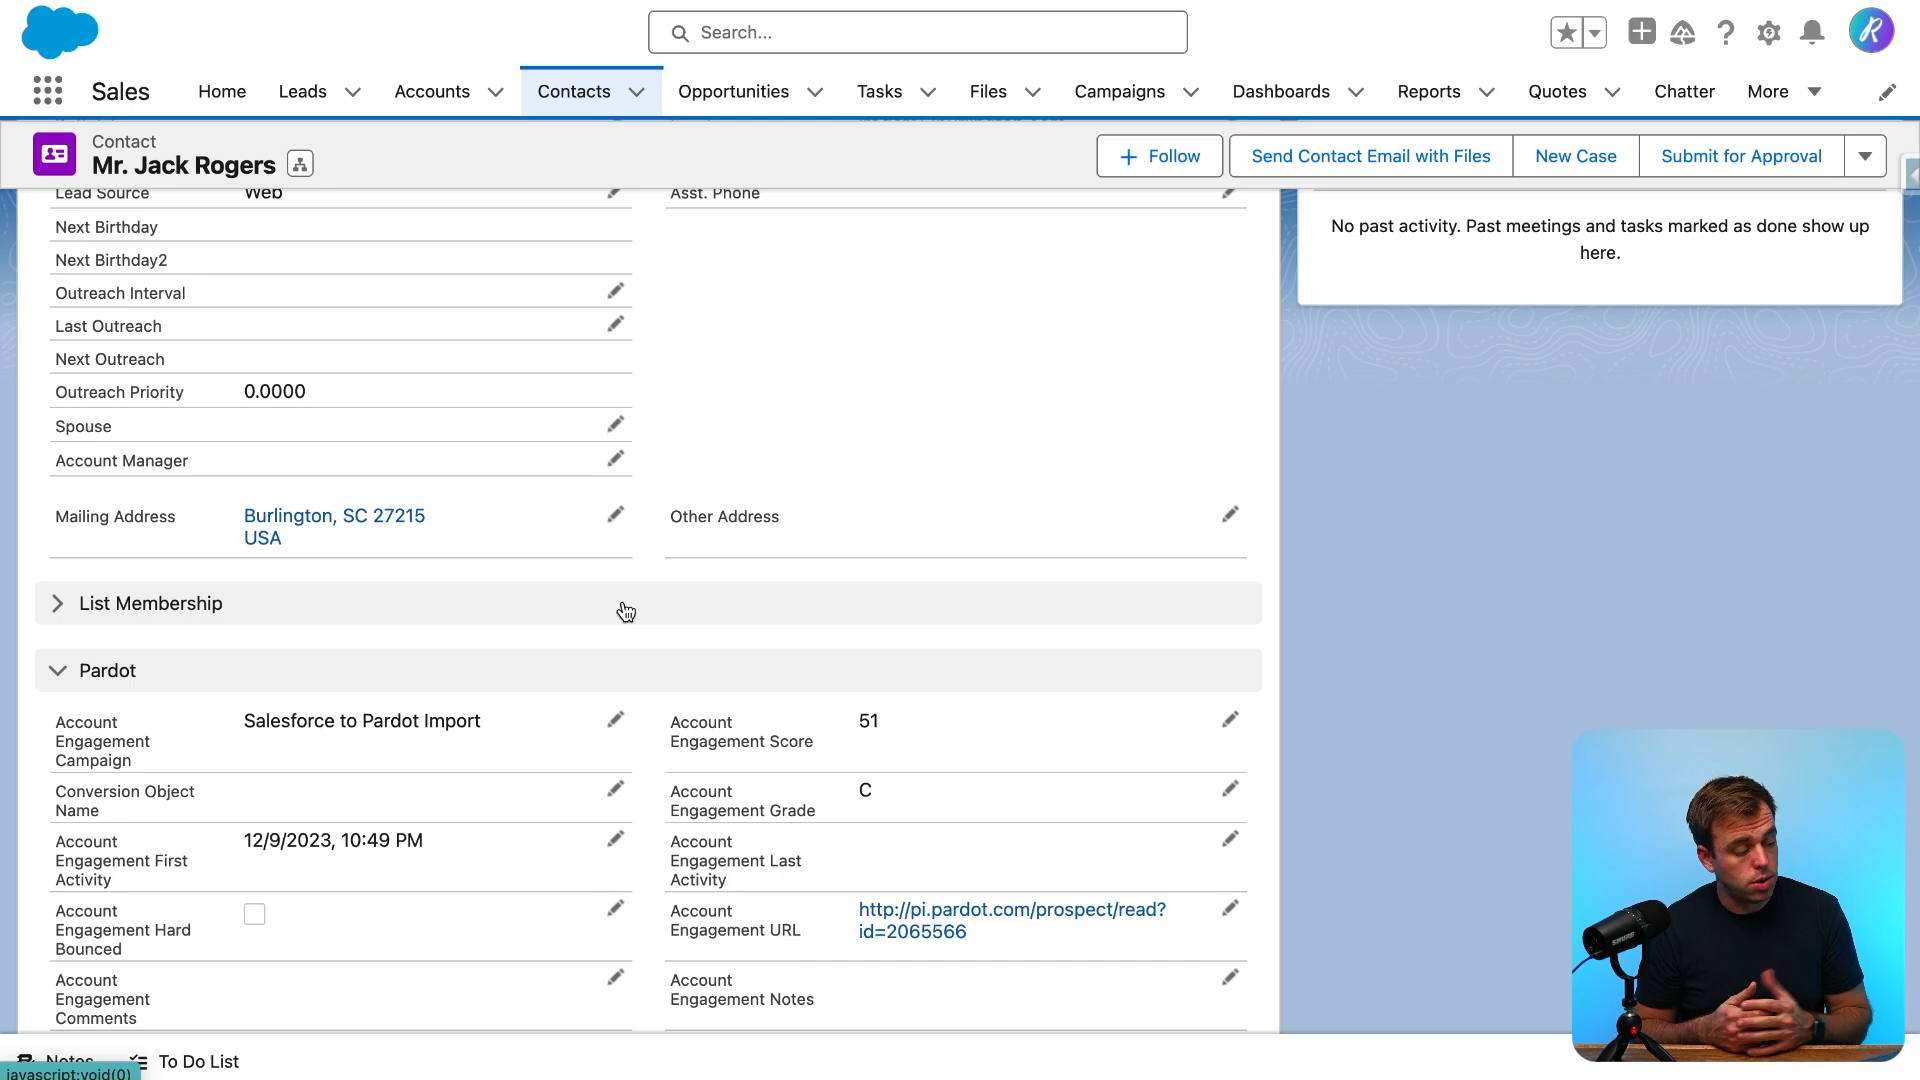 Search...
Sales
Home
Leads
Accounts
Contacts
Opportunities
Tasks
Files
Campaigns
Dashboards
Reports
Quotes
Chatter
More
Contact
Mr. Jack Rogers
Follow
Send Contact Email with Files
New Case
Submit for Approval
Lead Source
Web
Asst. Phone
Next Birthday
Next Birthday2
Outreach Interval
Last Outreach
Next Outreach
Outreach Priority
0.0000
Spouse
Account Manager
Mailing Address
Burlington, SC 27215
USA
Other Address
No past activity. Past meetings and tasks marked as done show up
here.
List Membership
Pardot
Account
Engagement
Campaign
Salesforce to Pardot Import
Account
Engagement Score
51
Conversion Object
Name
Account
Engagement Grade
C
Account
Engagement First
Activity
12/9/2023, 10:49 PM
Account
Engagement Last
Activity
Account
Engagement Hard
Bounced
Account
Engagement URL
http://pi.pardot.com/prospect/read?
id=2065566
Account
Engagement
Comments
Account
Engagement Notes
Notes
To Do List
javascript:void(0)
SHURE